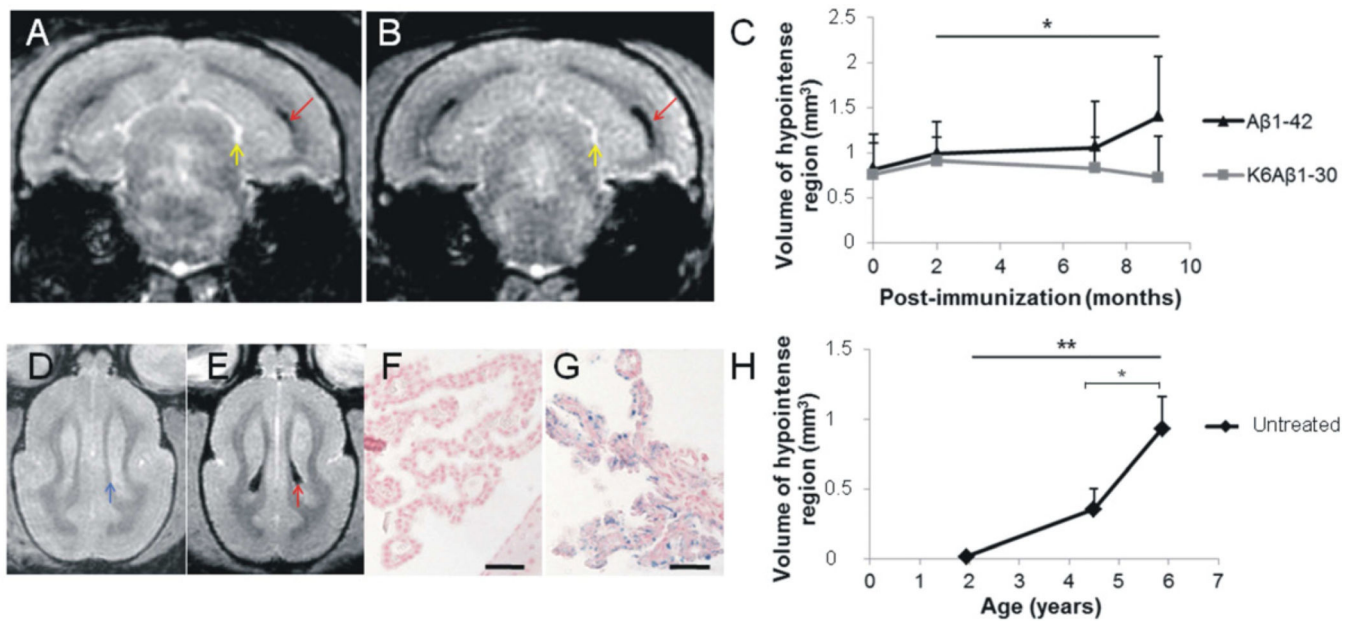 A
B
C
Volume of hypointense
region (mm³)
2.5
2
1.5
1
0.5
0
0
2
4
6
8
10
Post-immunization (months)
*
Aβ1-42
K6Aβ1-30
D
E
F
G
H
Volume of hypointense
region (mm³)
1.5
1
0.5
0
0
1
2
3
4
5
6
7
Age (years)
**
*
Untreated